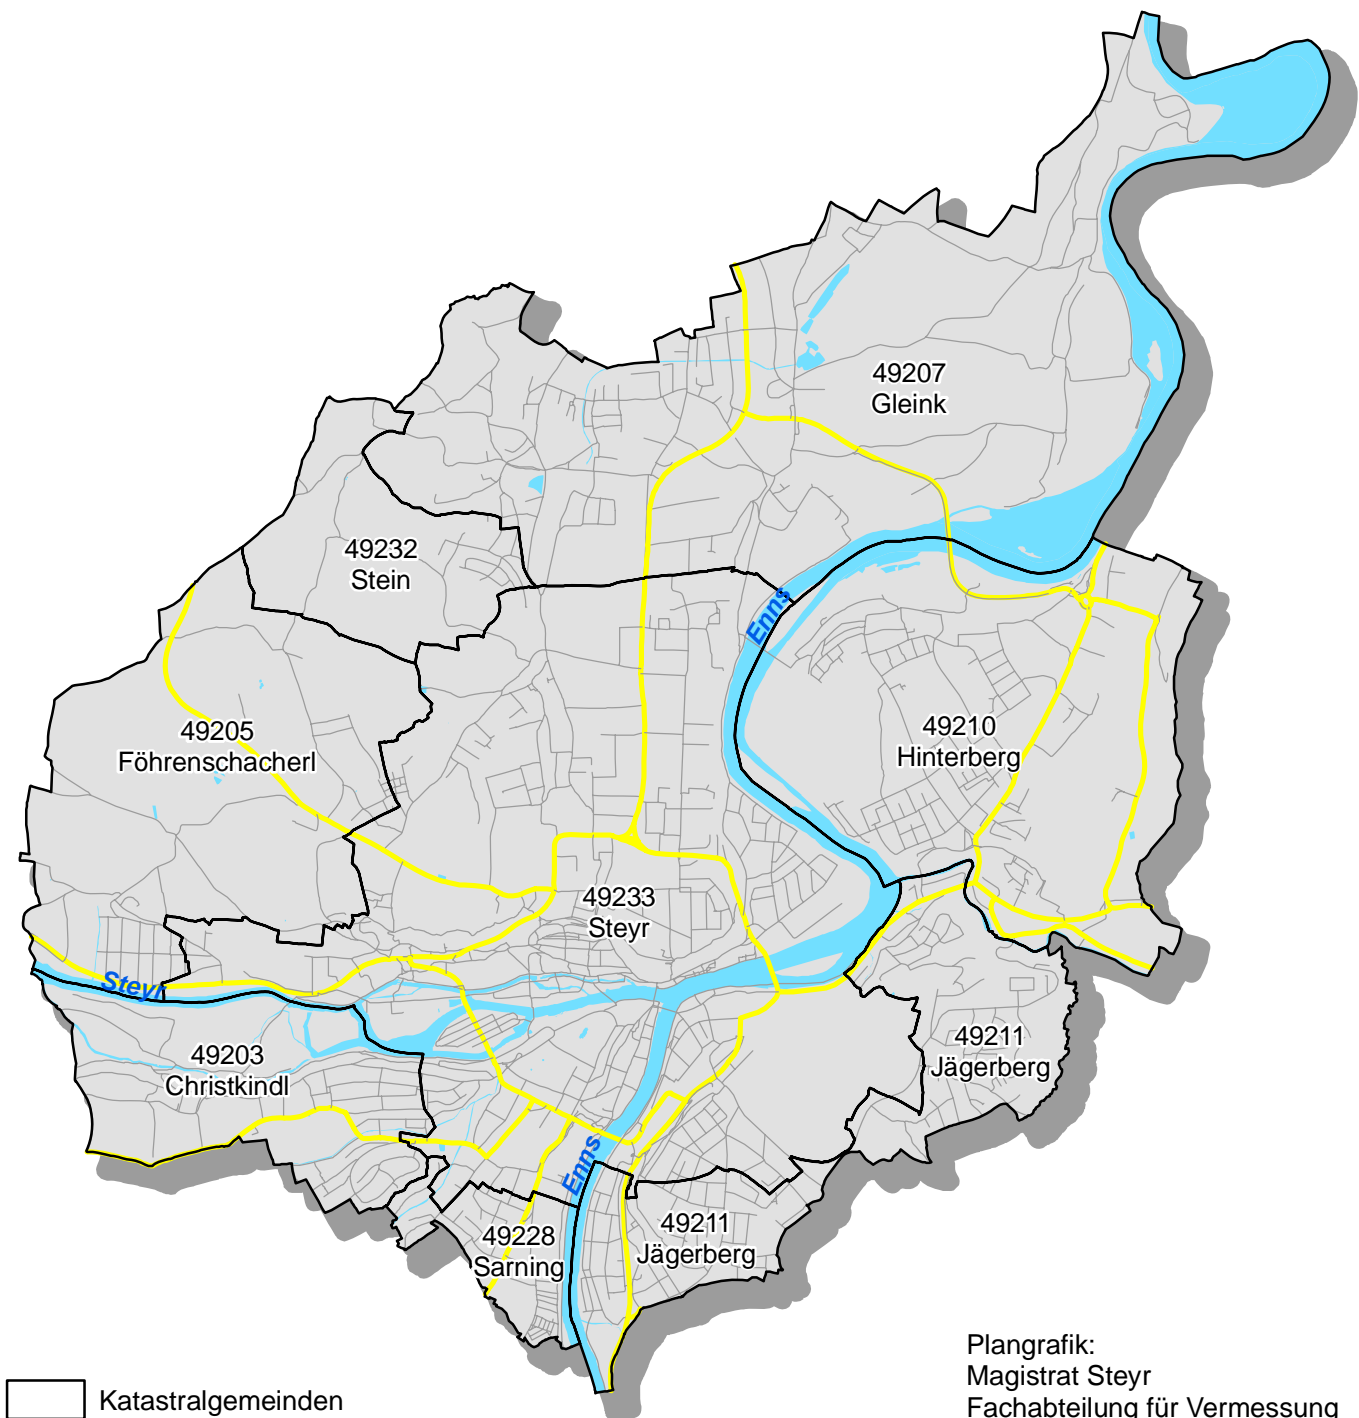 49207
Gleink
49232
Stein
Enns
49205
Föhrenschacherl
49210
Hinterberg
49233
Steyr
Steyr
49203
Christkindl
49211
Jägerberg
Enns
49228
Sarning
49211
Jägerberg
Plangrafik:
Magistrat Steyr
Fachabteilung für Vermessung
Katastralgemeinden